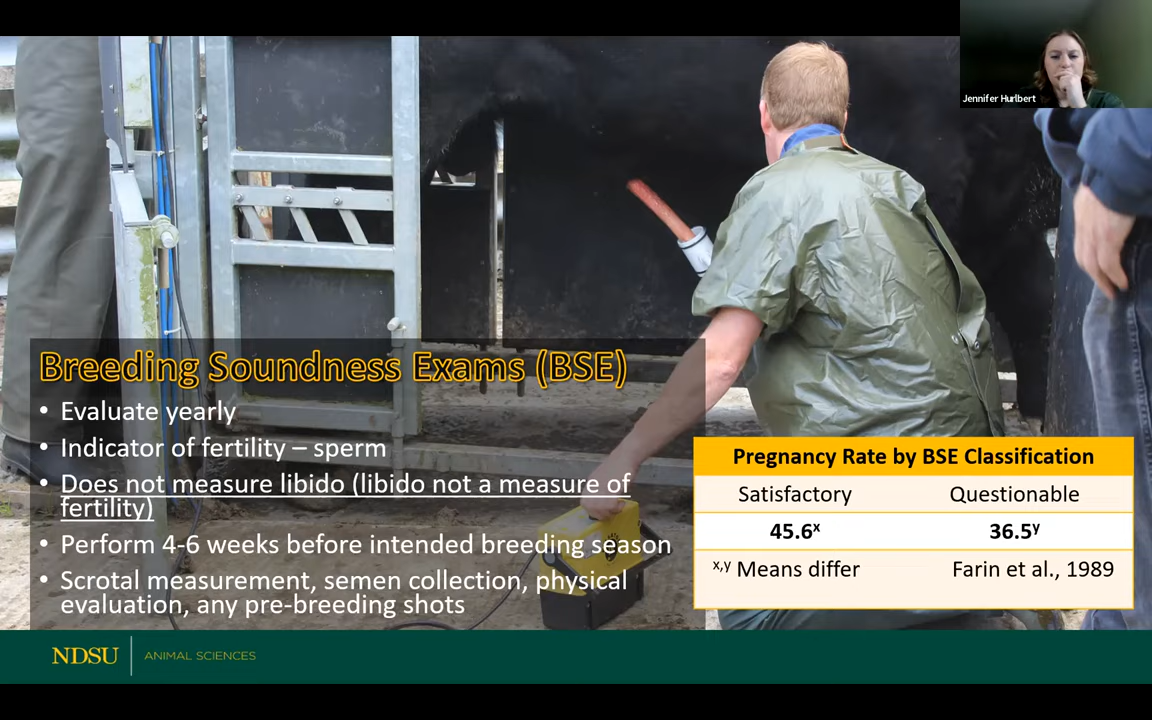 Jennifer Hurlbert
Breeding Soundness Exams (BSE)
• Evaluate yearly
• Indicator of fertility – sperm
• Does not measure libido (libido not a measure of
fertility)
• Perform 4-6 weeks before intended breeding season
• Scrotal measurement, semen collection, physical
evaluation, any pre-breeding shots
Pregnancy Rate by BSE Classification
Satisfactory Questionable
45.6ˣ 36.5ʸ
ˣ,ʸ Means differ Farin et al., 1989
NDSU ANIMAL SCIENCES